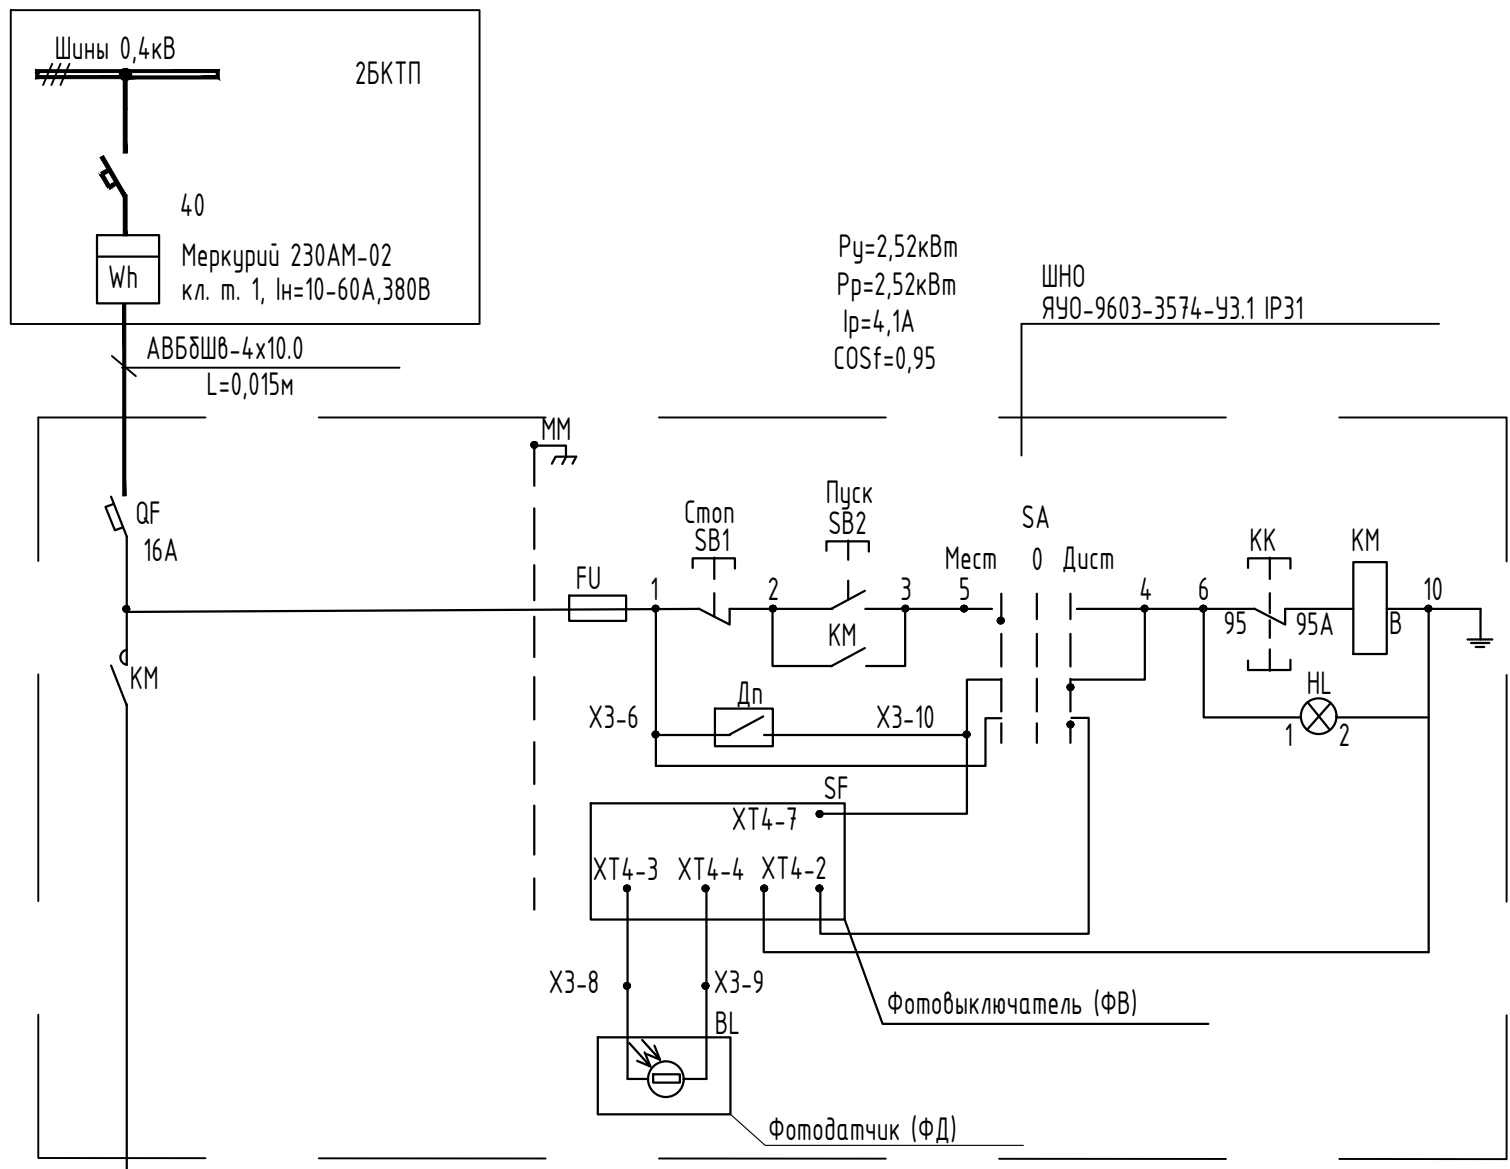 Шины 0,4кВ
2БКТП
40
Меркурий 230АМ-02
кл. т. 1, Iн=10-60А,380В
Wh
АВБбШв-4х10.0
L=0,015м
Ру=2,52кВт
Рр=2,52кВт
Iр=4,1А
COSf=0,95
ШНО
ЯУО-9603-3574-У3.1 IP31
ММ
QF
16А
КМ
FU
1
Стоп
SB1
2
Пуск
SB2
КМ
3
5
Мест
SA
0
Дист
4
6
КК
95
95А
КМ
В
10
HL
1
2
Х3-6
Дп
Х3-10
SF
ХТ4-7
ХТ4-3
ХТ4-4
ХТ4-2
Х3-8
Х3-9
BL
Фотовыключатель (ФВ)
Фотодатчик (ФД)